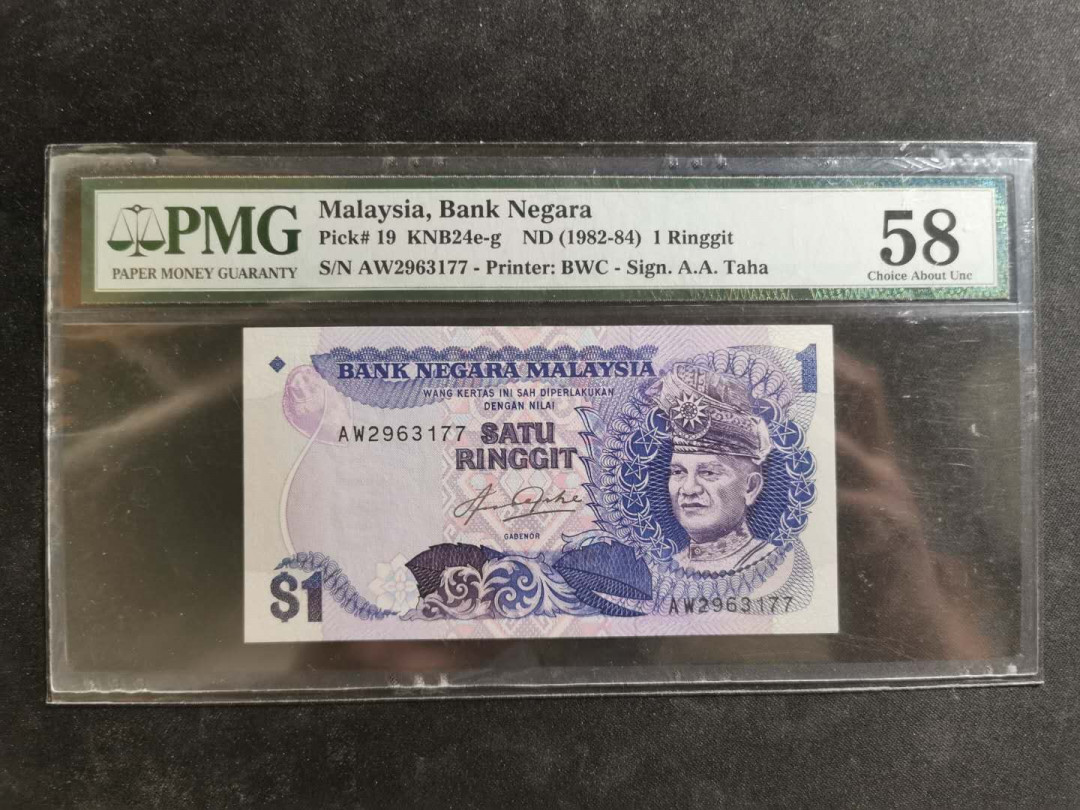 PMG
PAPER MONEY GUARANTY
Malaysia, Bank Negara
Pick# 19 KNB24e-g ND (1982-84) 1 Ringgit
S/N AW2963177 - Printer: BWC - Sign. A.A. Taha
58
Choice About Unc
BANK NEGARA MALAYSIA
1
WANG KERTAS INI SAH DIPERLAKUKAN
DENGAN NILAI
AW2963177
SATU
RINGGIT
GABENOR
$1
AW2963177